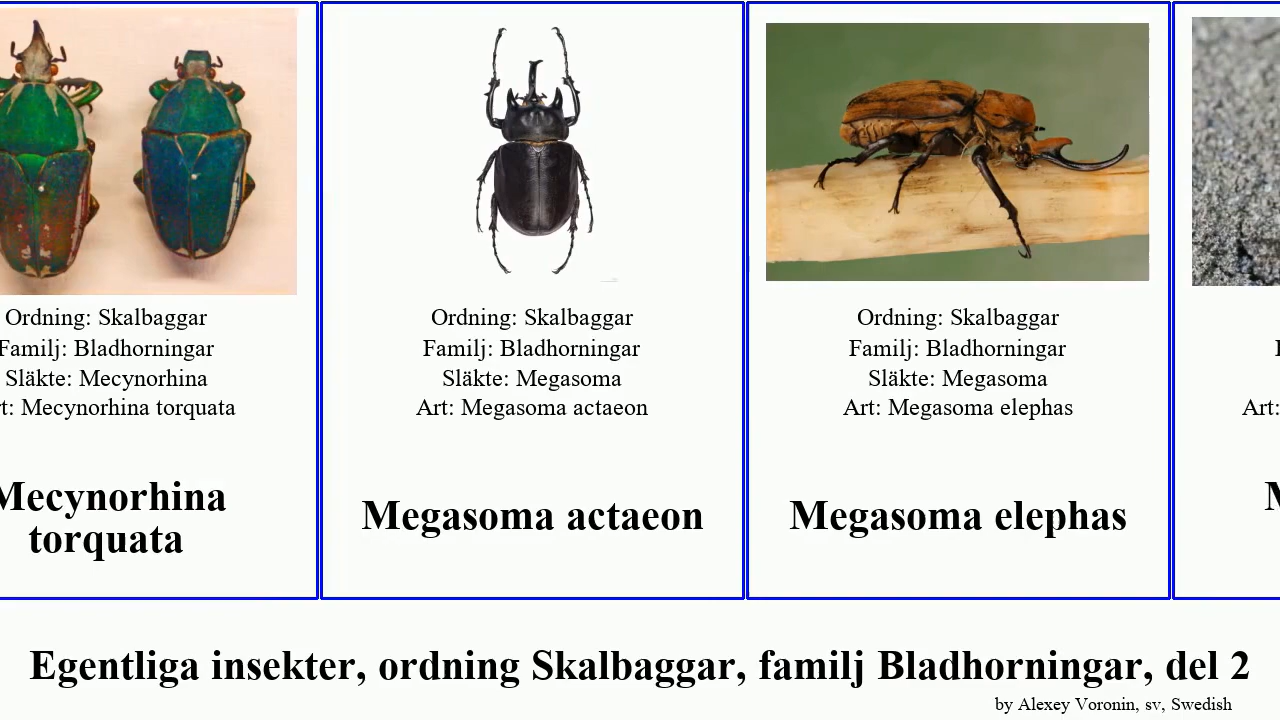 Ordning: Skalbaggar
Familj: Bladhorningar
Släkte: Mecynorhina
Mecynorhina torquata
Mecynorhina
torquata
Ordning: Skalbaggar
Familj: Bladhorningar
Släkte: Megasoma
Art: Megasoma actaeon
Megasoma actaeon
Ordning: Skalbaggar
Familj: Bladhorningar
Släkte: Megasoma
Art: Megasoma elephas
Megasoma elephas
Art:
Egentliga insekter, ordning Skalbaggar, familj Bladhorningar, del 2
by Alexey Voronin, sv, Swedish